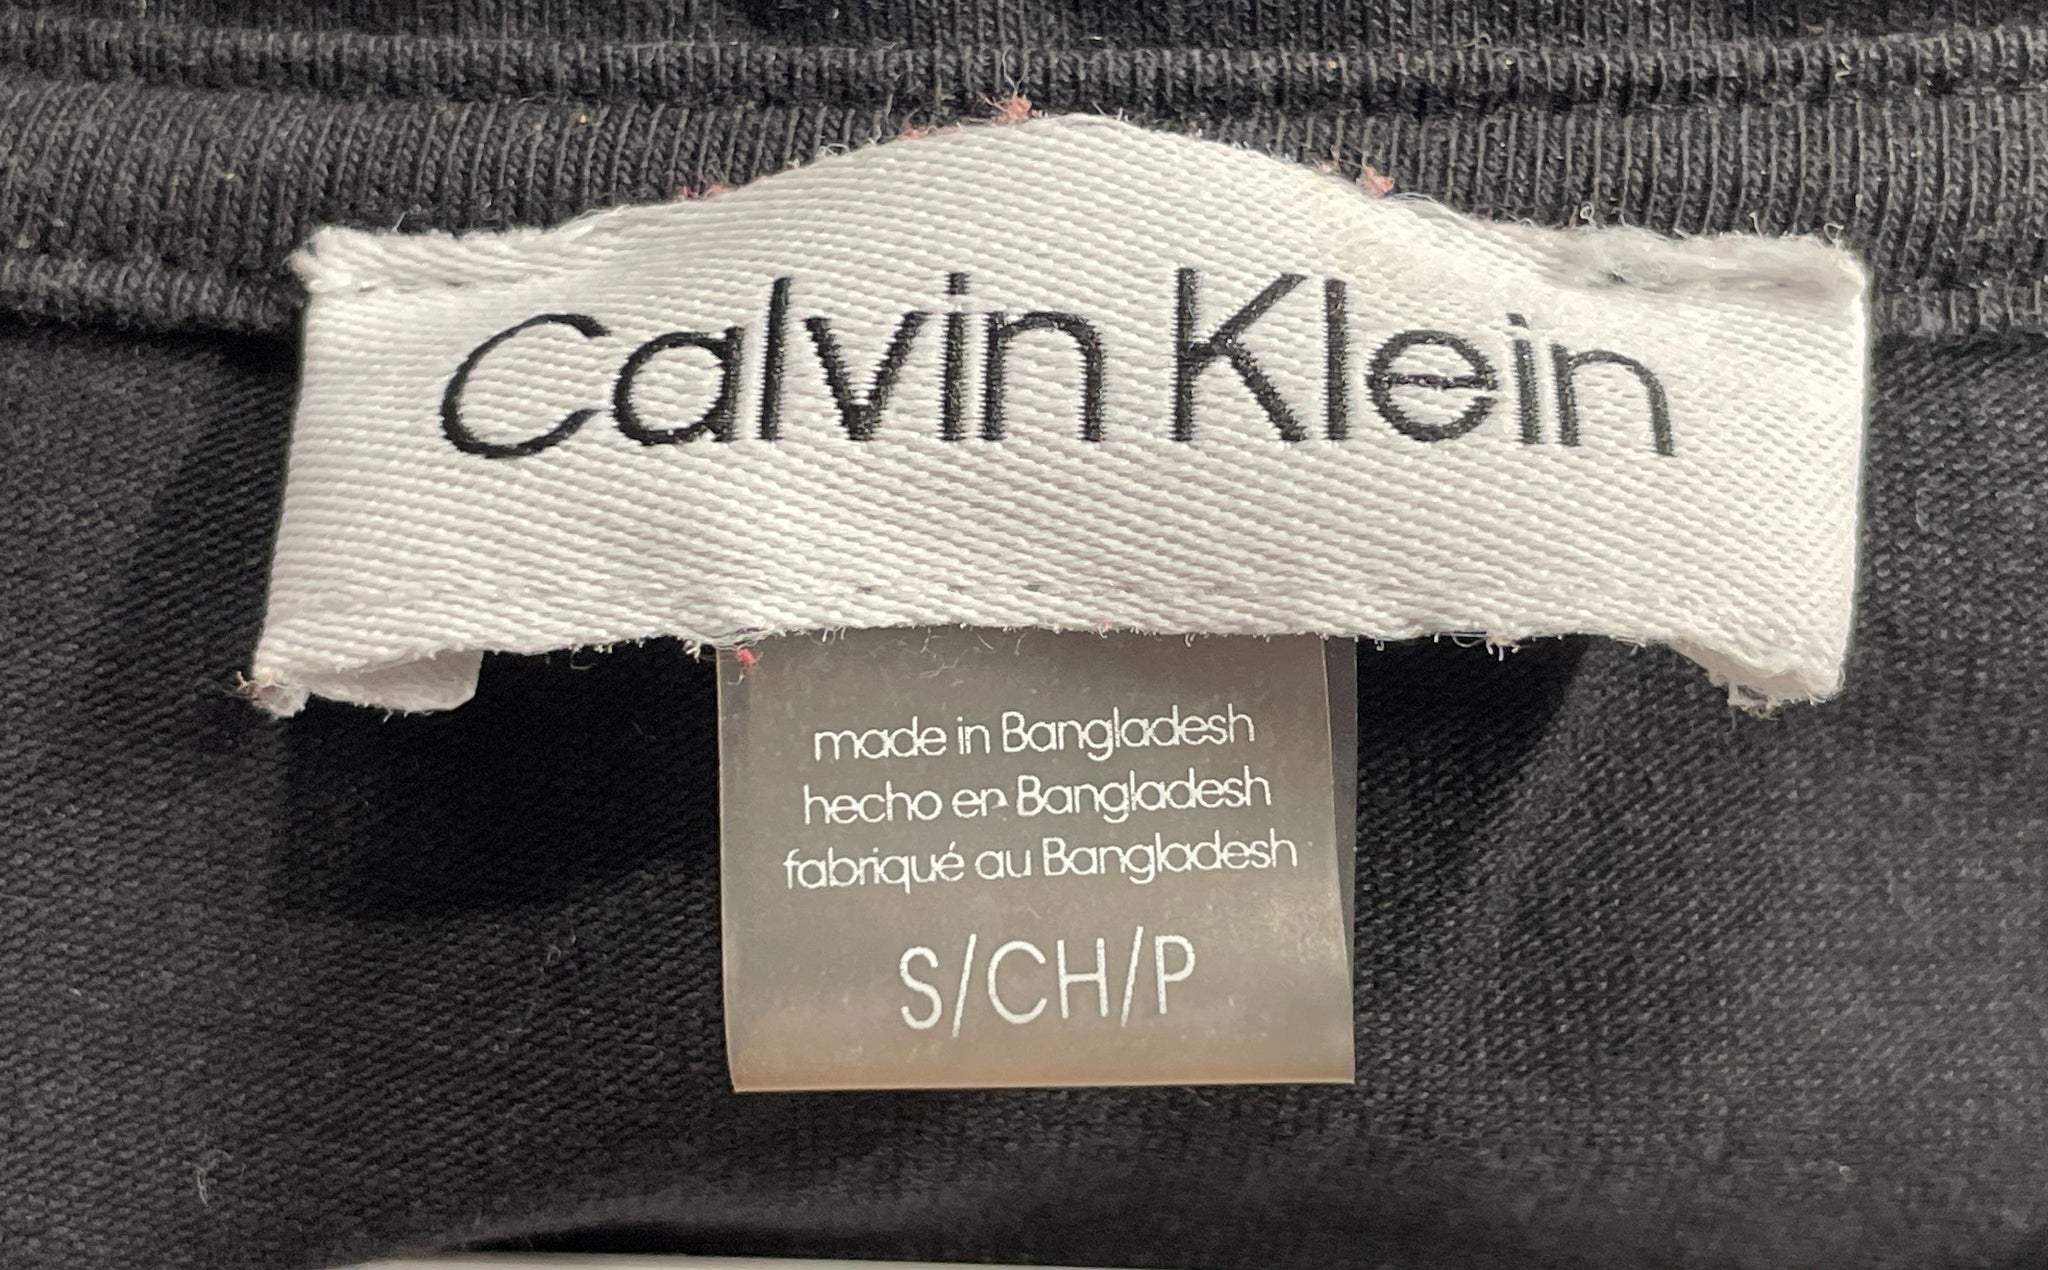 Calvin Klein
made in Bangladesh
hecho en Bangladesh
fabriqué au Bangladesh
S/CH/P